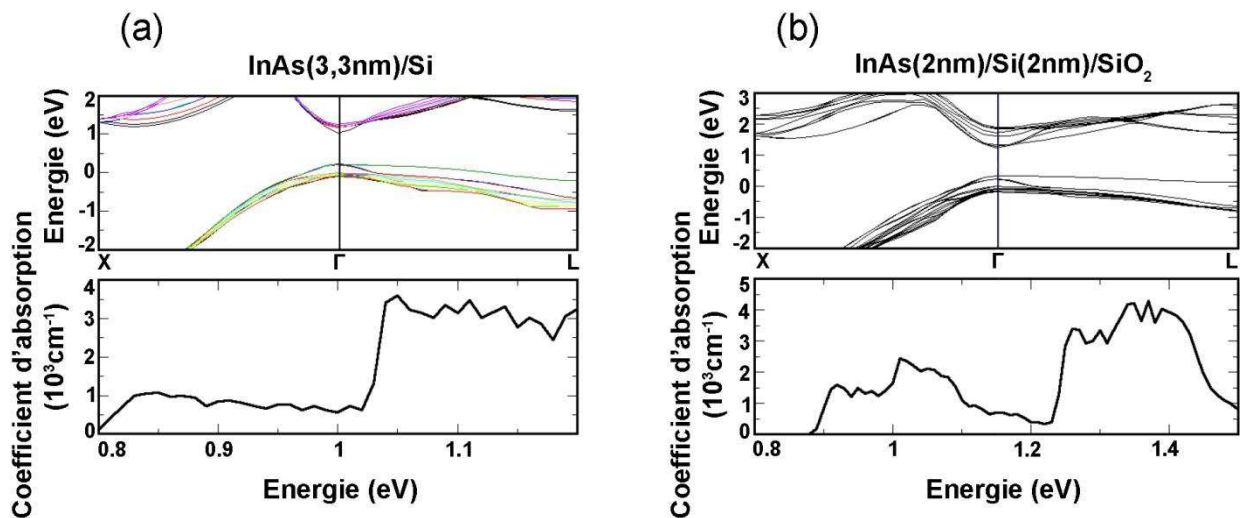 (a)
InAs(3,3nm)/Si
Energie (eV)
2
1
0
-1
-2
X
Γ
L
Coefficient d'absorption
(10³cm⁻¹)
4
3
2
1
0
0.8
0.9
1
1.1
Energie (eV)
(b)
InAs(2nm)/Si(2nm)/SiO₂
Energie (eV)
3
2
1
0
-1
-2
X
Γ
L
Coefficient d'absorption
(10³cm⁻¹)
5
4
3
2
1
0
0.8
1
1.2
1.4
Energie (eV)